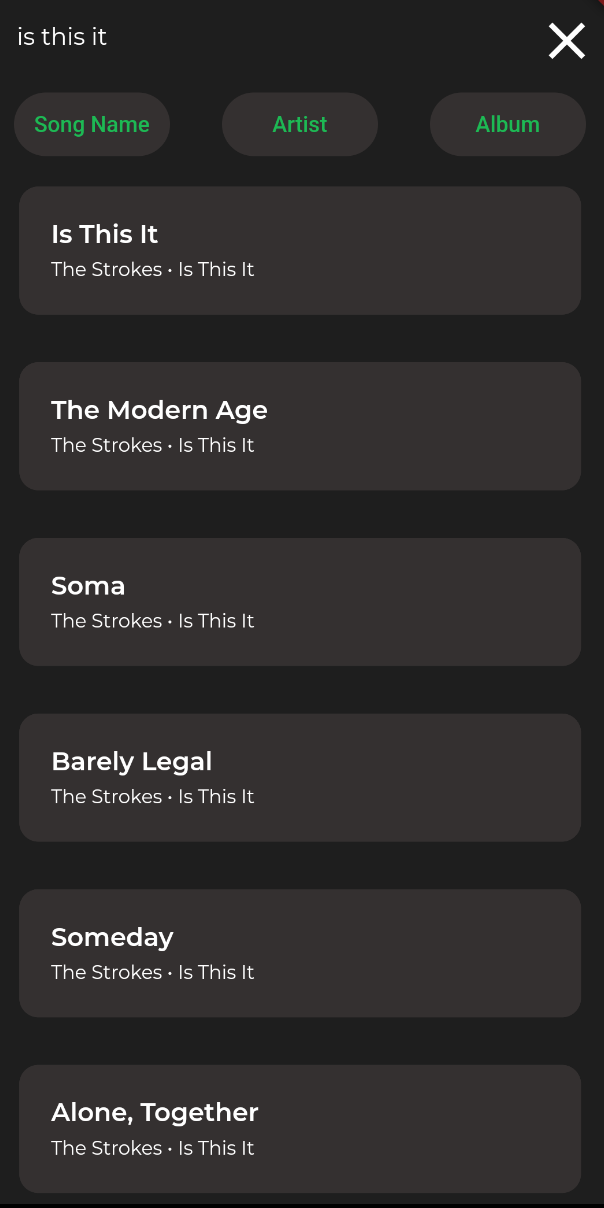 is this it
Song Name Artist Album
Is This It
The Strokes • Is This It
The Modern Age
The Strokes • Is This It
Soma
The Strokes • Is This It
Barely Legal
The Strokes • Is This It
Someday
The Strokes • Is This It
Alone, Together
The Strokes • Is This It